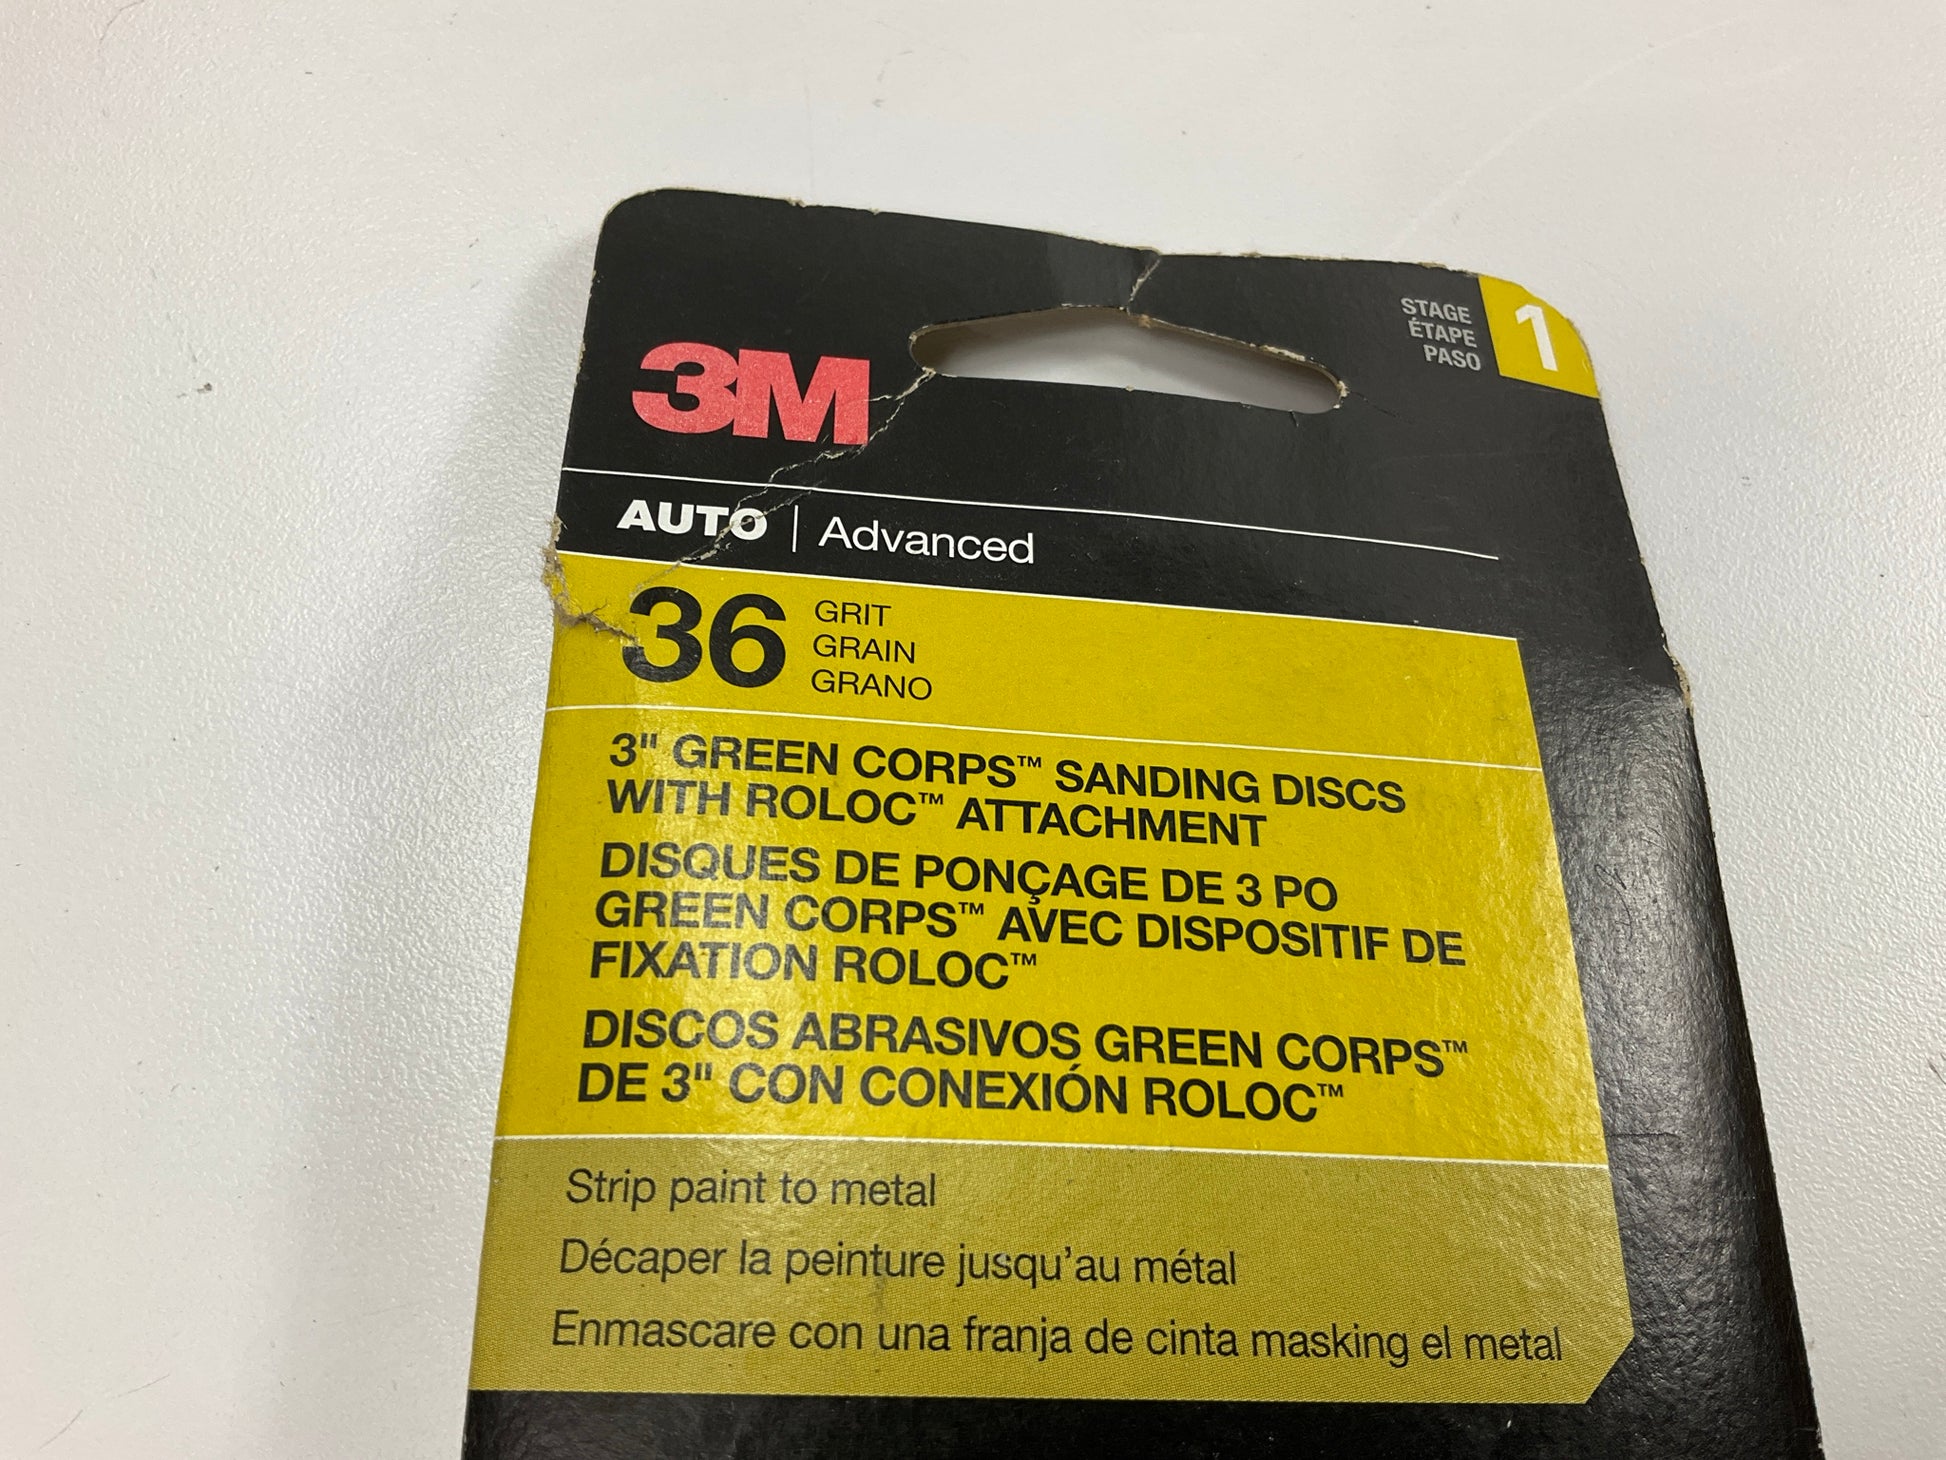 3M
STAGE
ÉTAPE
PASO
1
AUTO | Advanced
36
GRIT
GRAIN
GRANO
3" GREEN CORPS™ SANDING DISCS
WITH ROLOC™ ATTACHMENT
DISQUES DE PONÇAGE DE 3 PO
GREEN CORPS™ AVEC DISPOSITIF DE
FIXATION ROLOC™
DISCOS ABRASIVOS GREEN CORPS™
DE 3" CON CONEXIÓN ROLOC™
Strip paint to metal
Décaper la peinture jusqu'au métal
Enmascare con una franja de cinta masking el metal